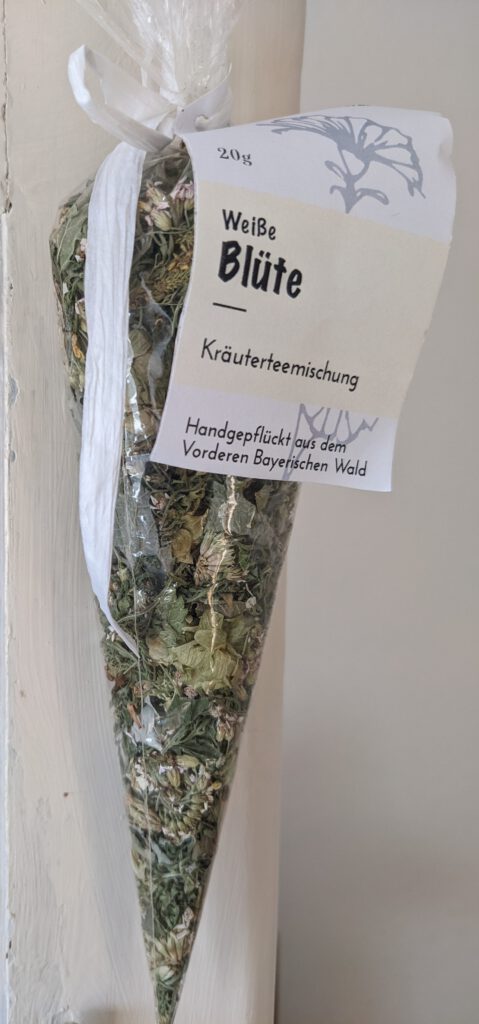 20g
Weiße
Blüte
Kräuterteemischung
Handgepflückt aus dem
Vorderen Bayerischen Wald